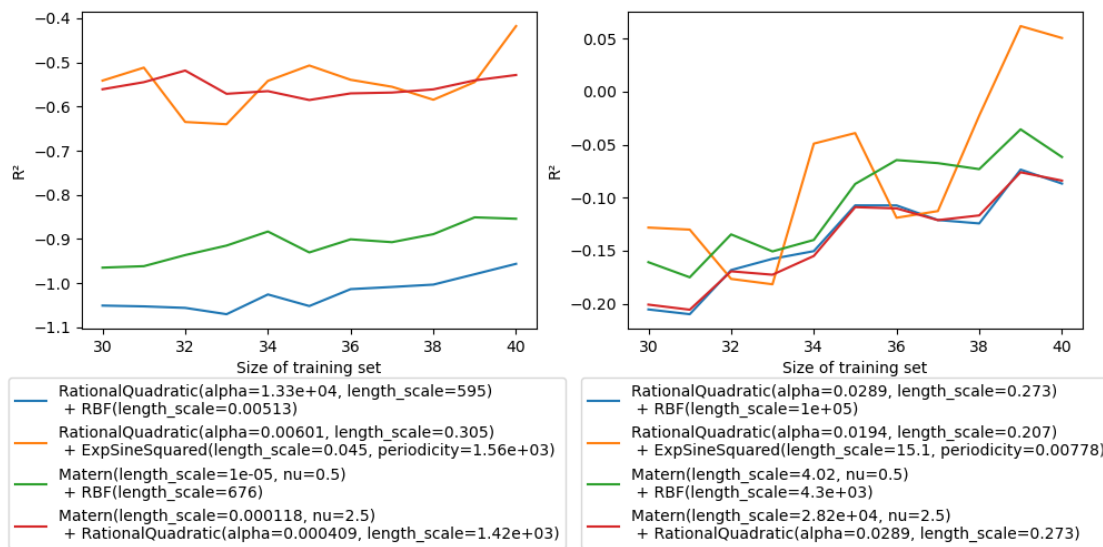 −0.4
−0.5
−0.6
−0.7
−0.8
−0.9
−1.0
−1.1
R²
30
32
34
36
38
40
Size of training set
RationalQuadratic(alpha=1.33e+04, length_scale=595)
+ RBF(length_scale=0.00513)
RationalQuadratic(alpha=0.00601, length_scale=0.305)
+ ExpSineSquared(length_scale=0.045, periodicity=1.56e+03)
Matern(length_scale=1e-05, nu=0.5)
+ RBF(length_scale=676)
Matern(length_scale=0.000118, nu=2.5)
+ RationalQuadratic(alpha=0.000409, length_scale=1.42e+03)
0.05
0.00
−0.05
−0.10
−0.15
−0.20
R²
30
32
34
36
38
40
Size of training set
RationalQuadratic(alpha=0.0289, length_scale=0.273)
+ RBF(length_scale=1e+05)
RationalQuadratic(alpha=0.0194, length_scale=0.207)
+ ExpSineSquared(length_scale=15.1, periodicity=0.00778)
Matern(length_scale=4.02, nu=0.5)
+ RBF(length_scale=4.3e+03)
Matern(length_scale=2.82e+04, nu=2.5)
+ RationalQuadratic(alpha=0.0289, length_scale=0.273)